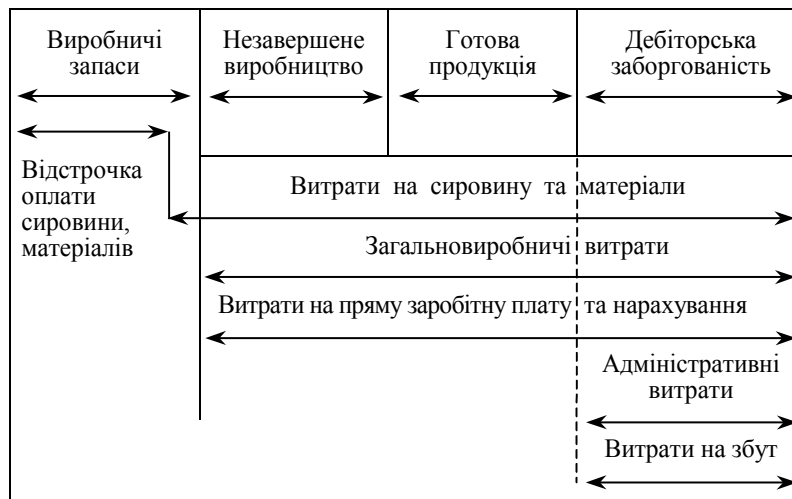 Виробничі
запаси
Незавершене
виробництво
Готова
продукція
Дебіторська
заборгованість
Відстрочка
оплати
сировини,
матеріалів
Витрати на сировину та матеріали
Загальновиробничі витрати
Витрати на пряму заробітну плату та нарахування
Адміністративні
витрати
Витрати на збут